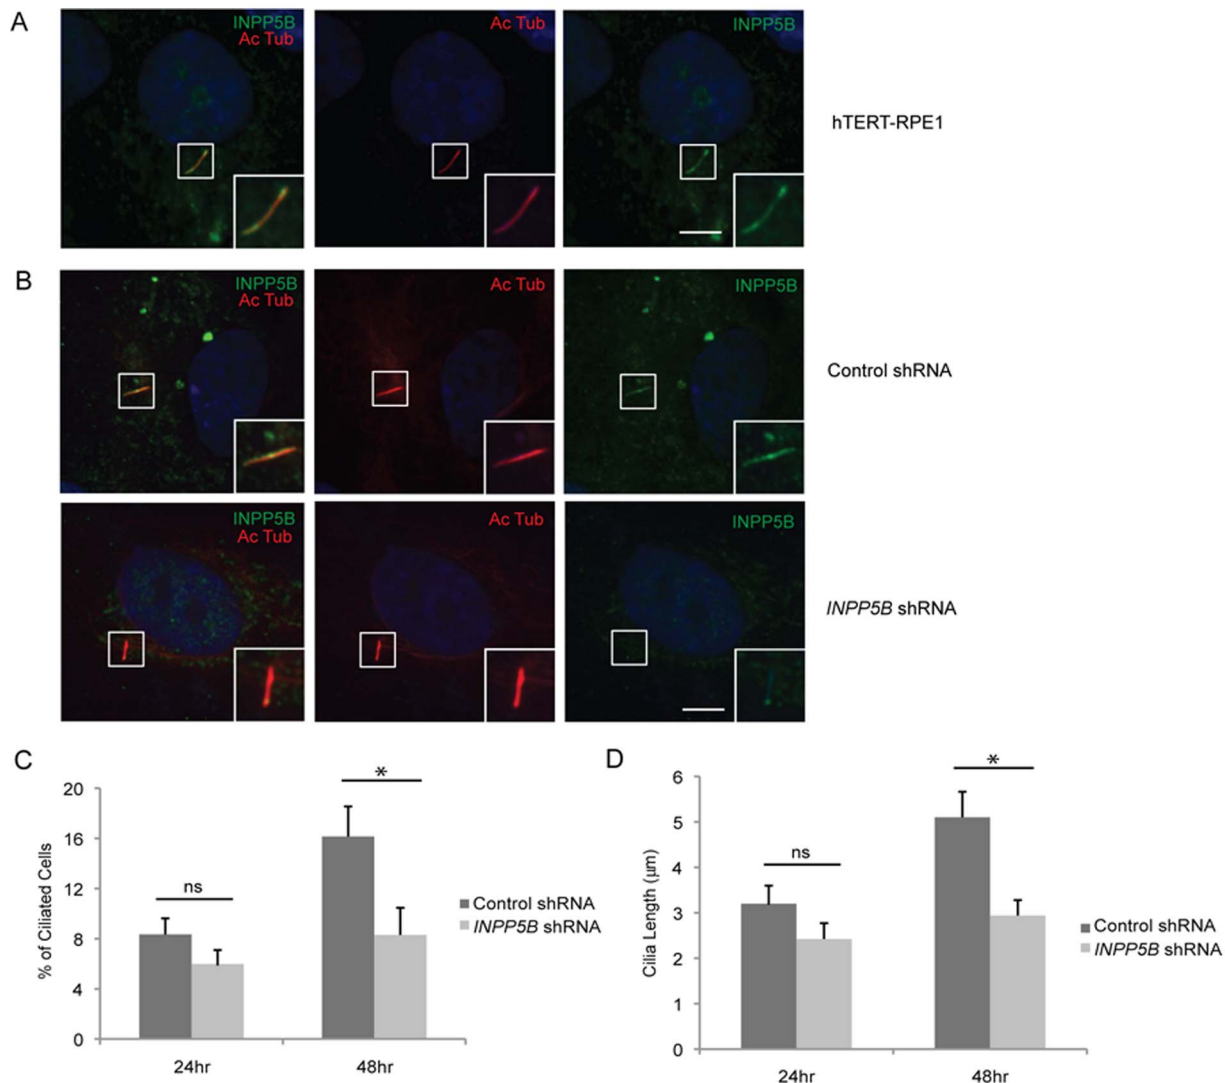 A
INPP5B
Ac Tub
Ac Tub
INPP5B
hTERT-RPE1
B
INPP5B
Ac Tub
Ac Tub
INPP5B
Control shRNA
INPP5B
Ac Tub
Ac Tub
INPP5B
INPP5B shRNA
C
% of Ciliated Cells
20
16
12
8
4
0
ns
*
24hr
48hr
Control shRNA
INPP5B shRNA
D
Cilia Length (μm)
6
5
4
3
2
1
0
ns
*
24hr
48hr
Control shRNA
INPP5B shRNA